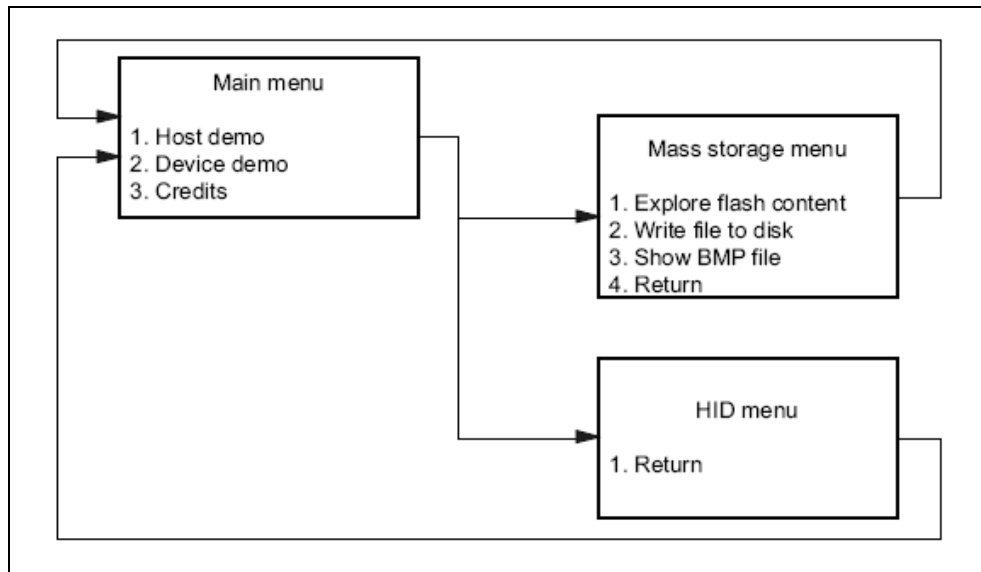 Main menu
1. Host demo
2. Device demo
3. Credits
Mass storage menu
1. Explore flash content
2. Write file to disk
3. Show BMP file
4. Return
HID menu
1. Return